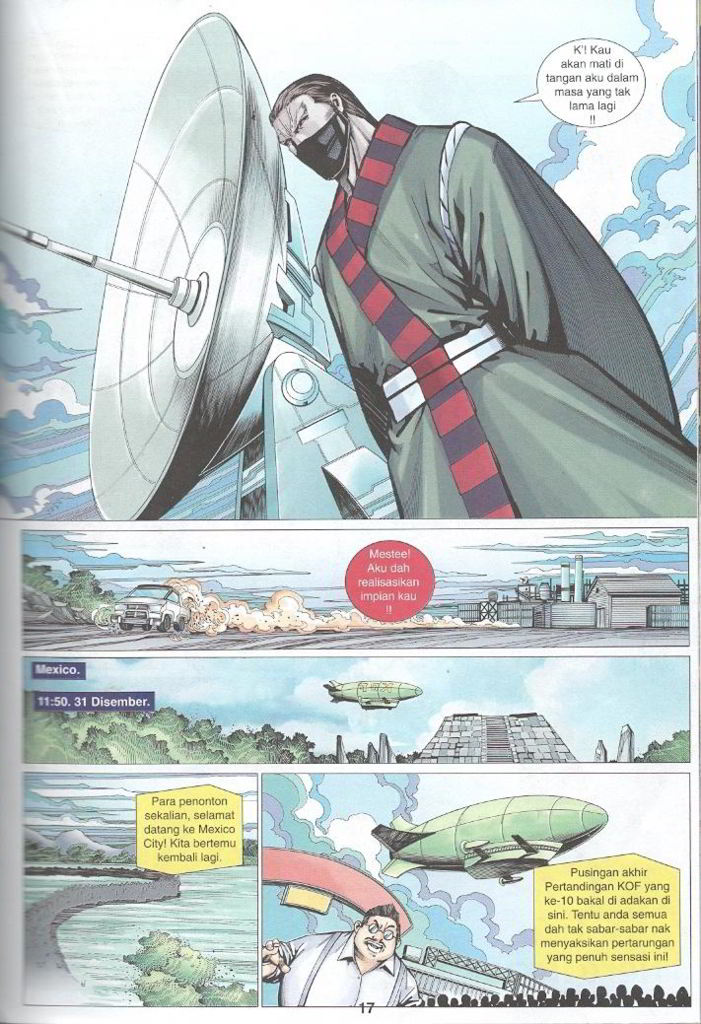 K'! Kau
akan mati di
tangan aku dalam
masa yang tak
lama lagi
!!
Mestee!
Aku dah
realisasikan
impian kau
!!
Mexico.
11:50. 31 Disember.
Para penonton
sekalian, selamat
datang ke Mexico
City! Kita bertemu
kembali lagi.
Pusingan akhir
Pertandingan KOF yang
ke-10 bakal di adakan di
sini. Tentu anda semua
dah tak sabar-sabar nak
menyaksikan pertarungan
yang penuh sensasi ini!
17